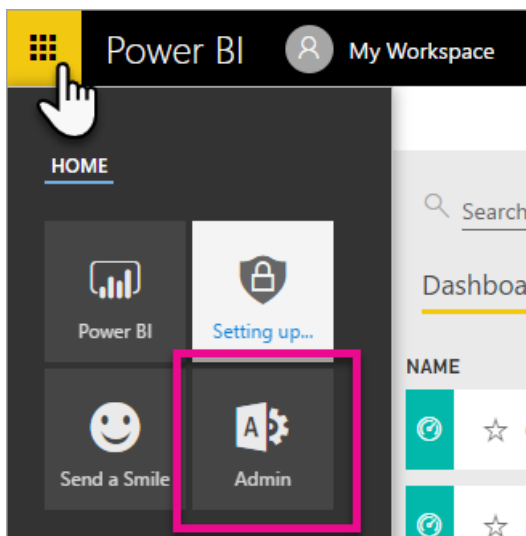 Power BI
My Workspace
HOME
Search
Power BI
Setting up...
Dashboa
NAME
Send a Smile
Admin